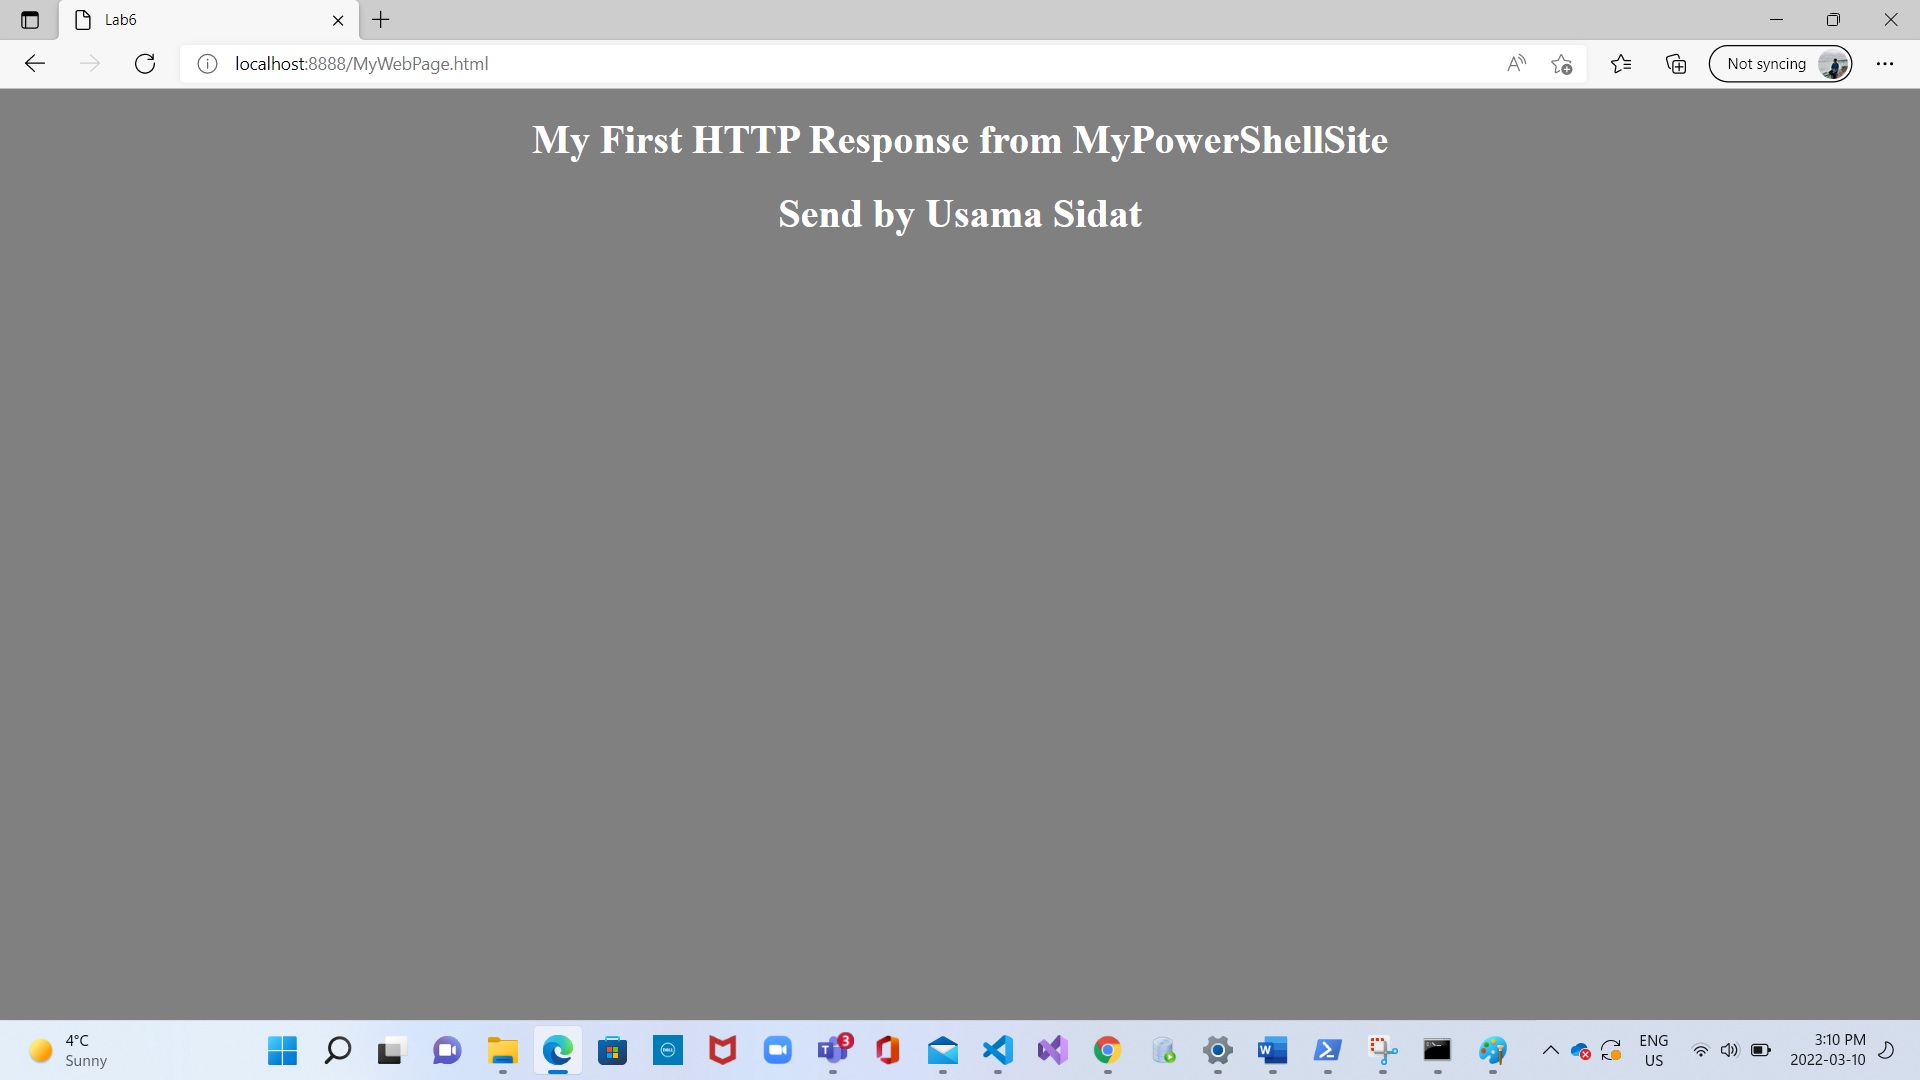 Lab6
localhost:8888/MyWebPage.html
Not syncing
My First HTTP Response from MyPowerShellSite
Send by Usama Sidat
4°C
Sunny
3
ENG
US
3:10 PM
2022-03-10